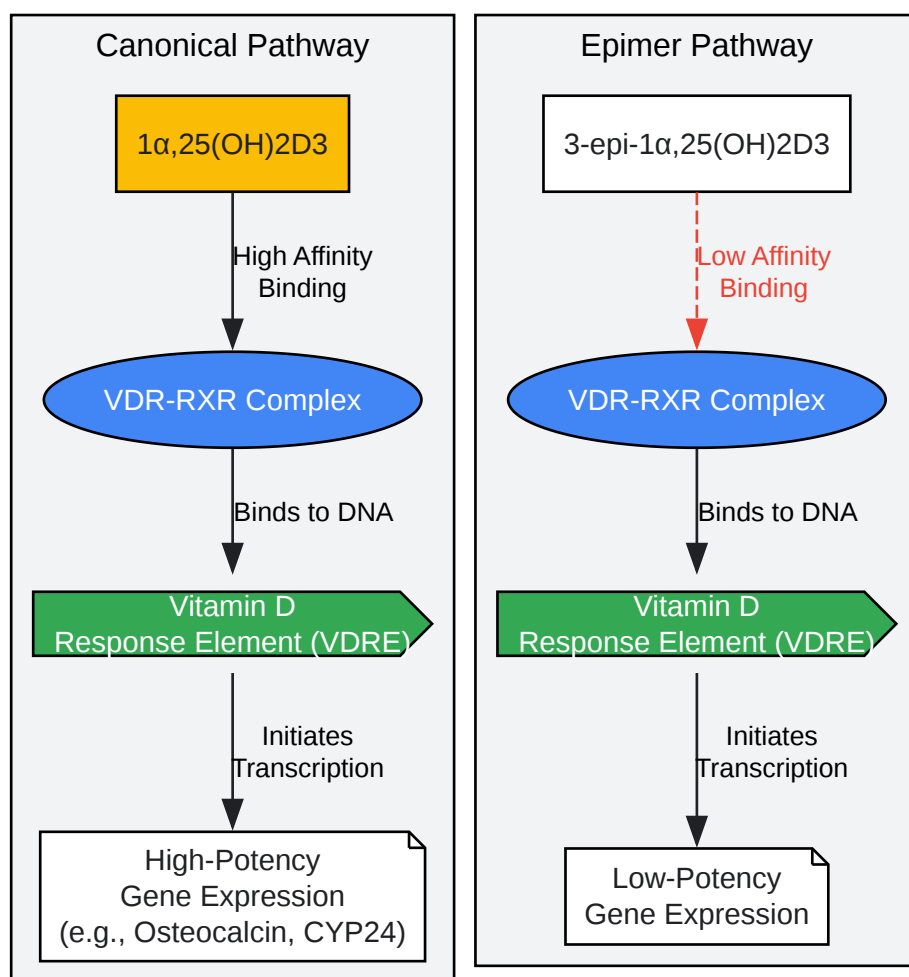 Canonical Pathway
1α,25(OH)2D3
High Affinity
Binding
VDR-RXR Complex
Binds to DNA
Vitamin D
Response Element (VDRE)
Initiates
Transcription
High-Potency
Gene Expression
(e.g., Osteocalcin, CYP24)
Epimer Pathway
3-epi-1α,25(OH)2D3
Low Affinity
Binding
VDR-RXR Complex
Binds to DNA
Vitamin D
Response Element (VDRE)
Initiates
Transcription
Low-Potency
Gene Expression